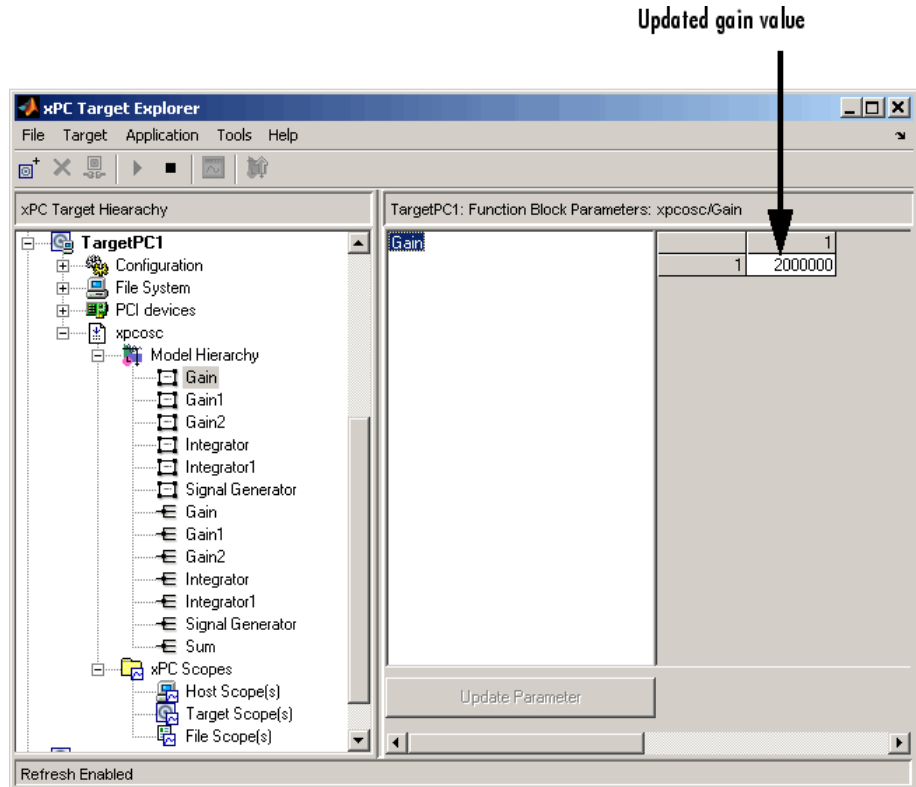 Updated gain value
xPC Target Explorer
File Target Application Tools Help
xPC Target Hiearachy
TargetPC1: Function Block Parameters: xpcosc/Gain
TargetPC1
Configuration
File System
PCI devices
xpcosc
Model Hierarchy
Gain
Gain1
Gain2
Integrator
Integrator1
Signal Generator
Gain
Gain1
Gain2
Integrator
Integrator1
Signal Generator
Sum
xPC Scopes
Host Scope(s)
Target Scope(s)
File Scope(s)
Gain
1
1 2000000
Update Parameter
Refresh Enabled